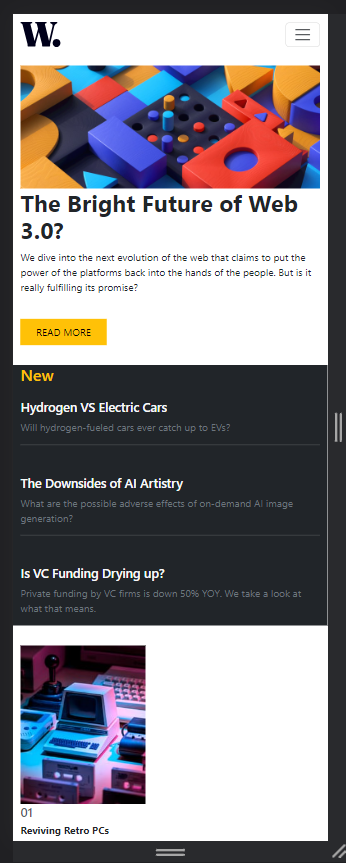 W.
The Bright Future of Web
3.0?
We dive into the next evolution of the web that claims to put the
power of the platforms back into the hands of the people. But is it
really fulfilling its promise?
READ MORE
New
Hydrogen VS Electric Cars
Will hydrogen-fueled cars ever catch up to EVs?
The Downsides of AI Artistry
What are the possible adverse effects of on-demand AI image
generation?
Is VC Funding Drying up?
Private funding by VC firms is down 50% YOY. We take a look at
what that means.
01
Reviving Retro PCs